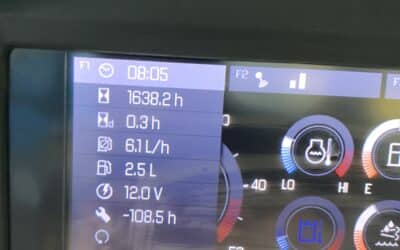 F1 08:05
F2
1638.2 h
d 0.3 h
6.1 L/h
2.5 L
12.0 V
-108.5 h
-40
LO HI E